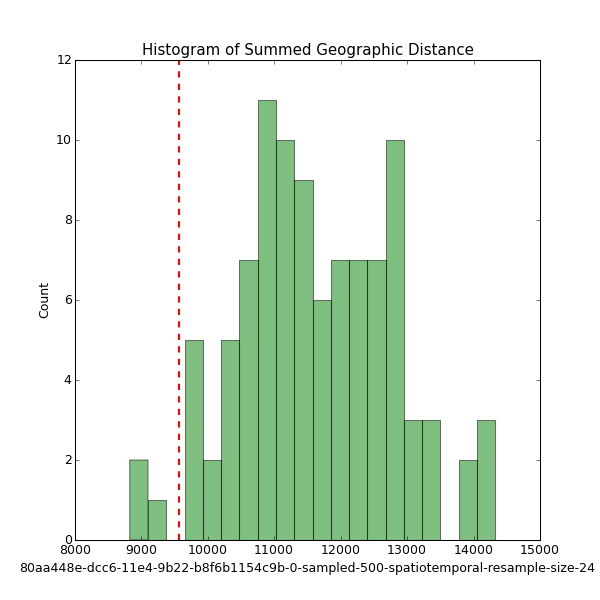 Histogram of Summed Geographic Distance
12
10
8
6
4
2
0
Count
8000 9000 10000 11000 12000 13000 14000 15000
80aa448e-dcc6-11e4-9b22-b8f6b1154c9b-0-sampled-500-spatiotemporal-resample-size-24